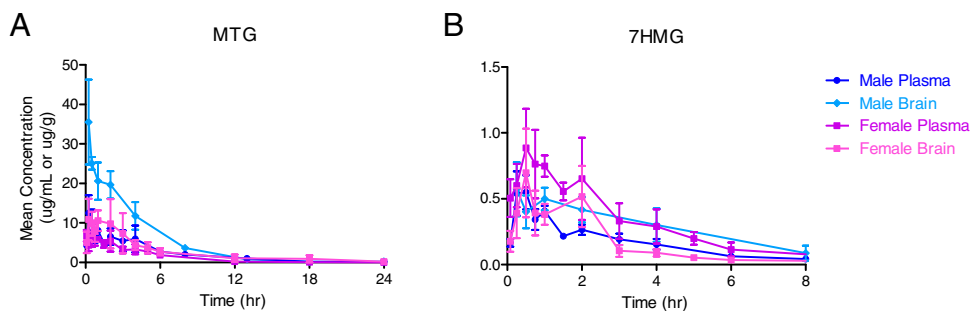 A
MTG
Mean Concentration
(ug/mL or ug/g)
50
40
30
20
10
0
0
6
12
18
24
Time (hr)
B
7HMG
1.5
1.0
0.5
0.0
0
2
4
6
8
Time (hr)
Male Plasma
Male Brain
Female Plasma
Female Brain